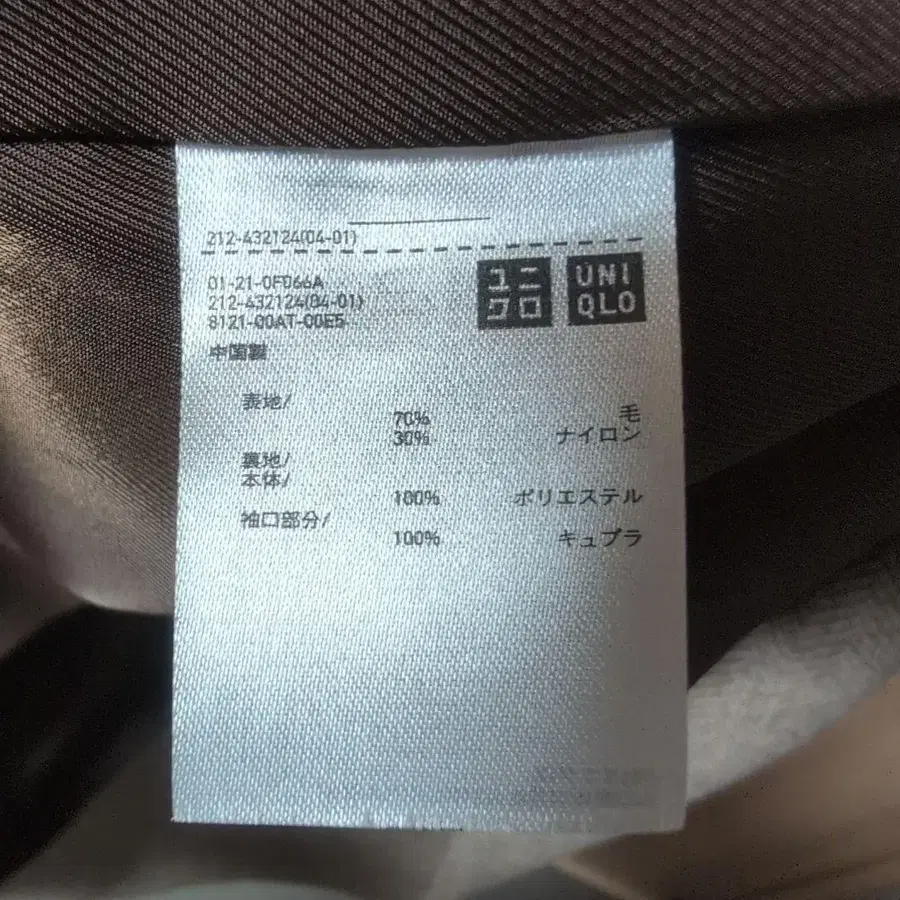 212-432124(04-01)
ユニ
クロ
UNI
QLO
01-21-0F066A
212-432124(04-01)
8121-00AT-00E5
中国製
表地/
70% 毛
30% ナイロン
裏地/
本体/
100% ポリエステル
袖口部分/
100% キュプラ